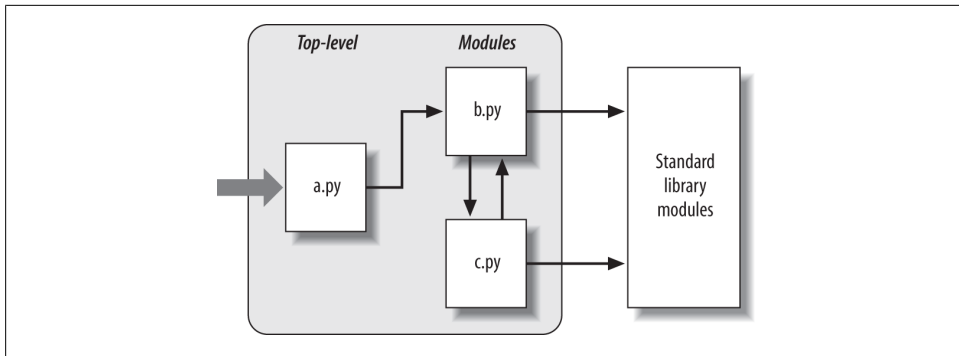 Top-level
Modules
b.py
a.py
c.py
Standard
library
modules